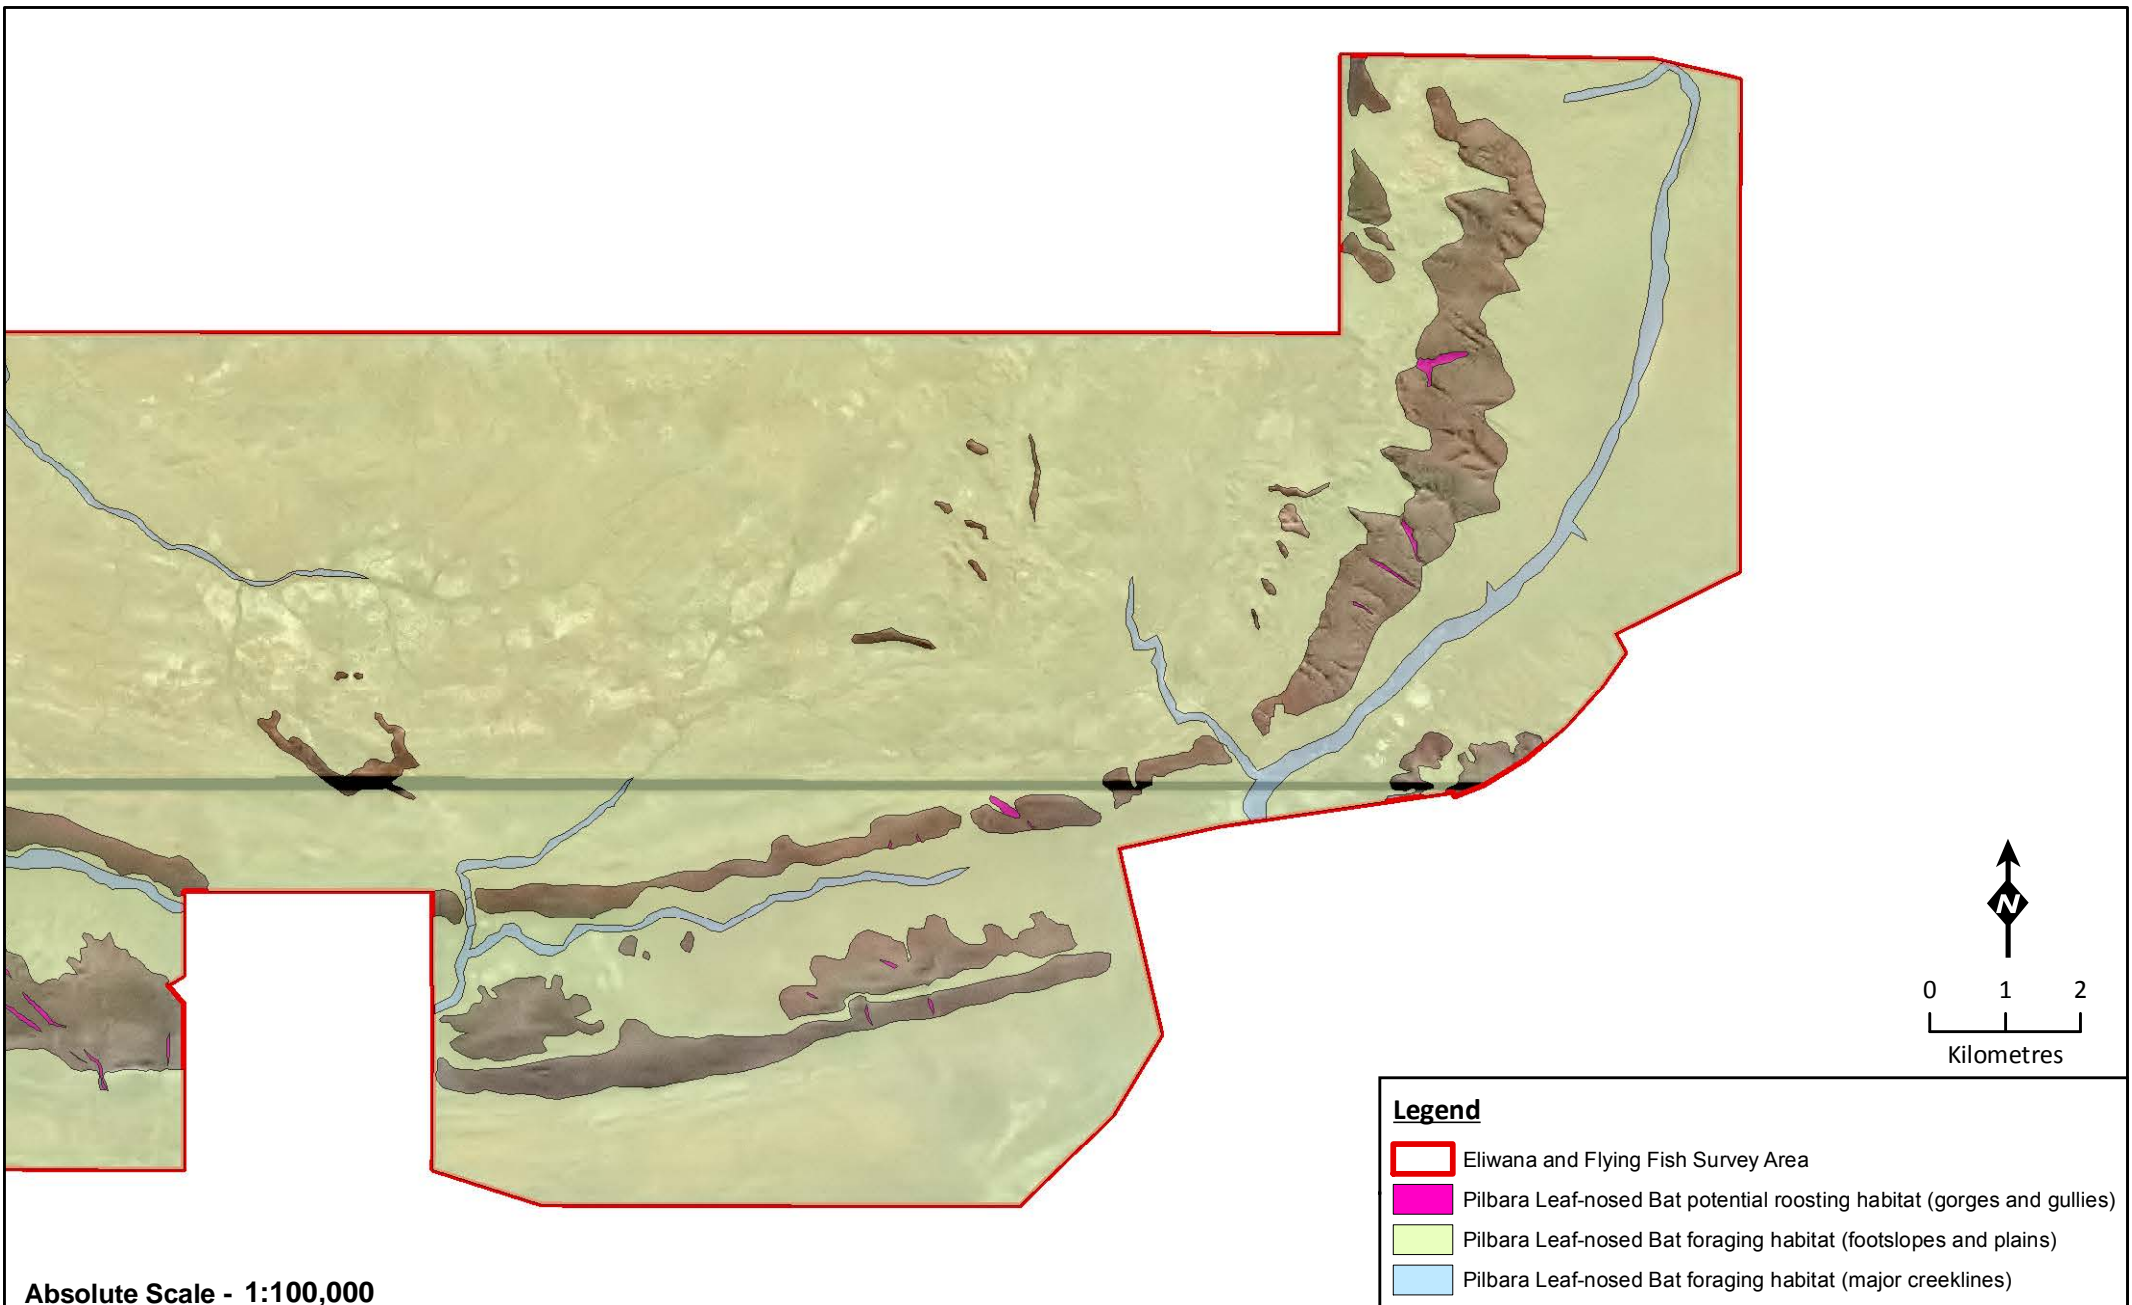 N
0 1 2
Kilometres
Legend
Eliwana and Flying Fish Survey Area
Pilbara Leaf-nosed Bat potential roosting habitat (gorges and gullies)
Pilbara Leaf-nosed Bat foraging habitat (footslopes and plains)
Pilbara Leaf-nosed Bat foraging habitat (major creeklines)
Absolute Scale - 1:100,000